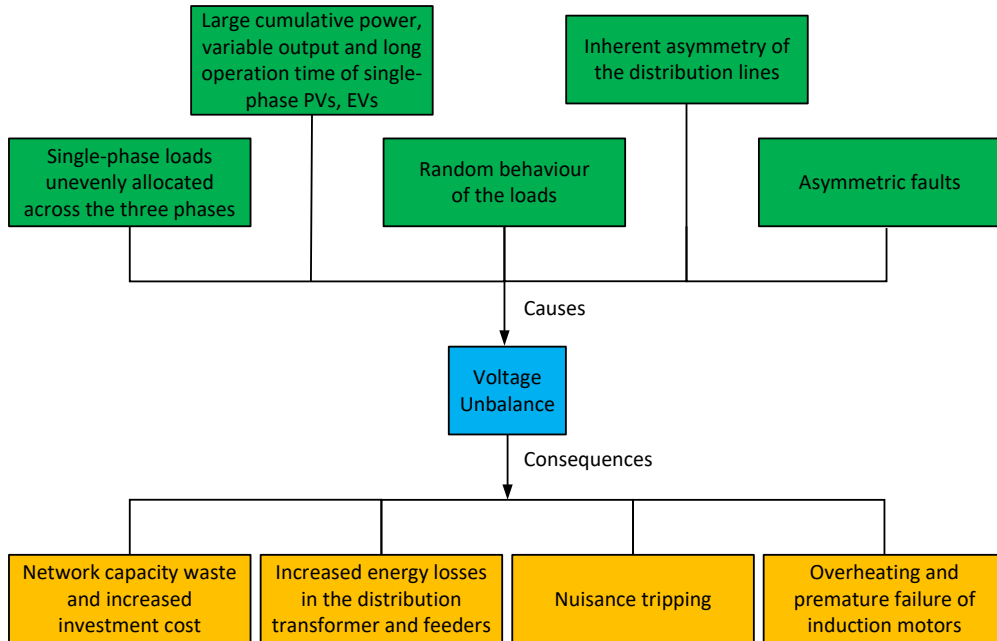 Large cumulative power,
variable output and long
operation time of single-
phase PVs, EVs
Inherent asymmetry of
the distribution lines
Single-phase loads
unevenly allocated
across the three phases
Random behaviour
of the loads
Asymmetric faults
Causes
Voltage
Unbalance
Consequences
Network capacity waste
and increased
investment cost
Increased energy losses
in the distribution
transformer and feeders
Nuisance tripping
Overheating and
premature failure of
induction motors